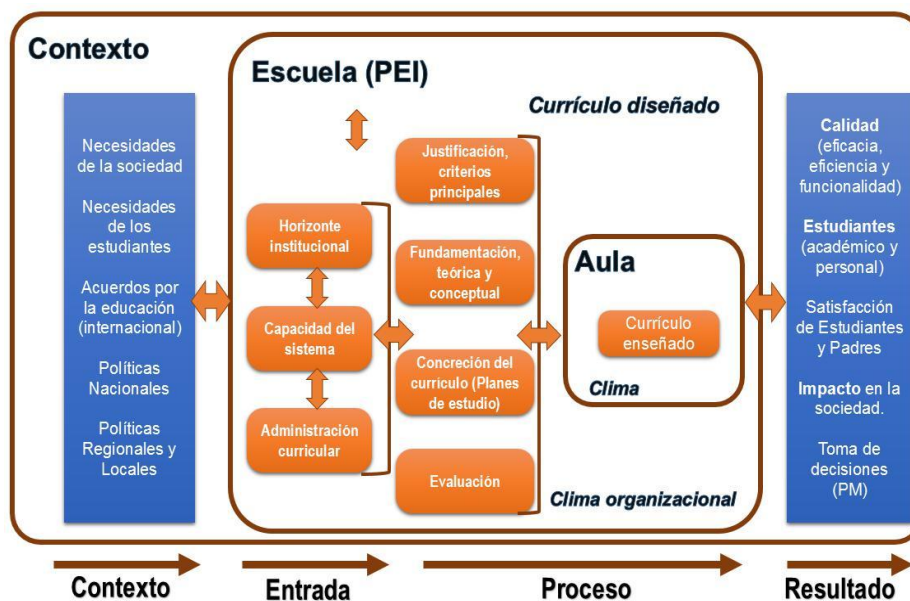 Contexto
Escuela (PEI)
Currículo diseñado
Necesidades
de la sociedad
Necesidades
de los
estudiantes
Acuerdos por
la educación
(internacional)
Políticas
Nacionales
Políticas
Regionales y
Locales
Horizonte
institucional
Capacidad del
sistema
Administración
curricular
Justificación,
criterios
principales
Fundamentación,
teórica y
conceptual
Concreción del
currículo (Planes
de estudio)
Evaluación
Aula
Currículo
enseñado
Clima
Clima organizacional
Calidad
(eficacia,
eficiencia y
funcionalidad)
Estudiantes
(académico y
personal)
Satisfacción
de Estudiantes
y Padres
Impacto en la
sociedad.
Toma de
decisiones
(PM)
Contexto
Entrada
Proceso
Resultado